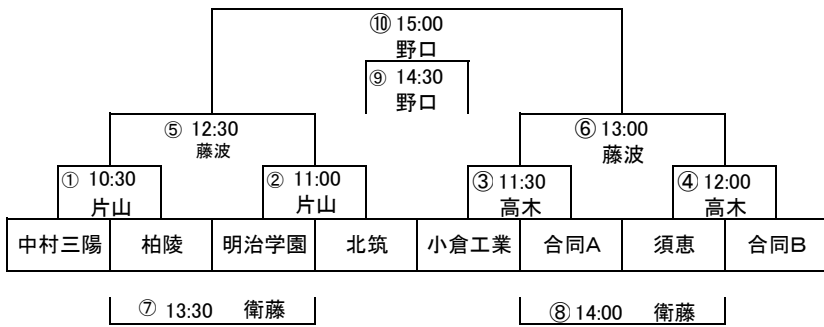 ⑩ 15:00
野口
⑨ 14:30
野口
⑤ 12:30
藤波
⑥ 13:00
藤波
① 10:30
片山
② 11:00
片山
③ 11:30
高木
④ 12:00
高木
中村三陽 柏陵 明治学園 北筑 小倉工業 合同A 須恵 合同B
⑦ 13:30 衛藤
⑧ 14:00 衛藤